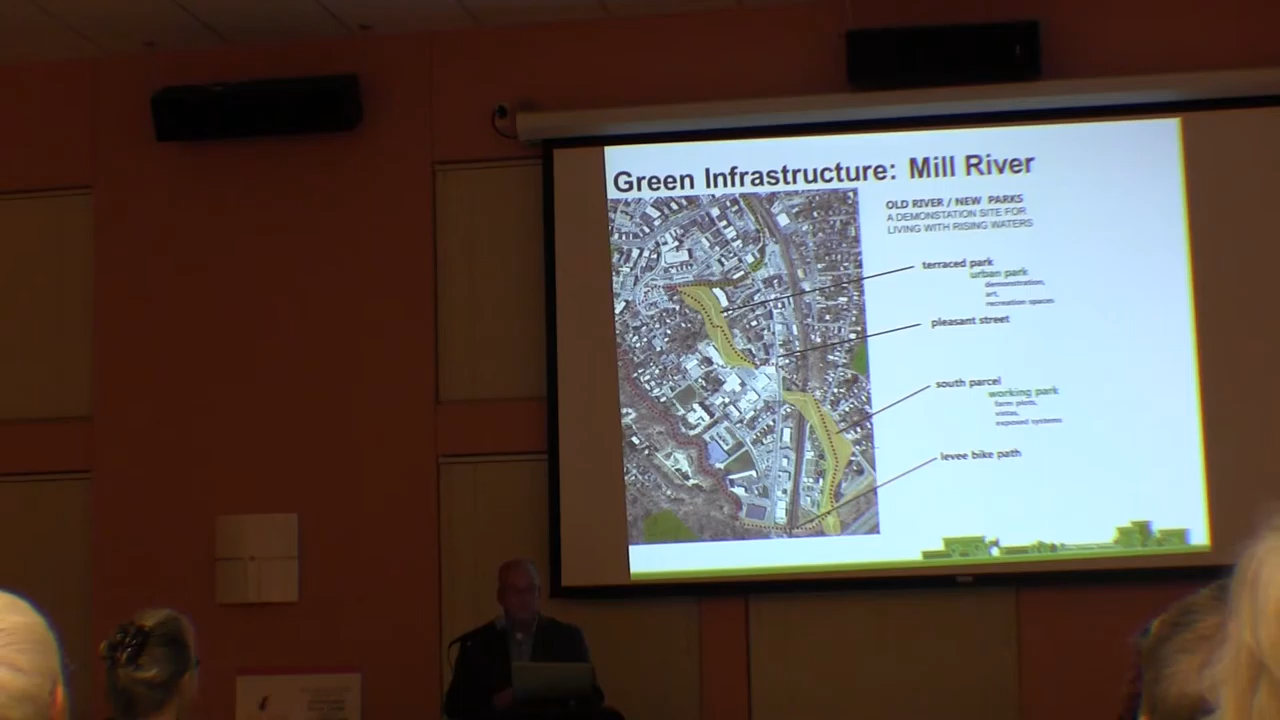 Green Infrastructure: Mill River
OLD RIVER / NEW PARKS
A DEMONSTATION SITE FOR
LIVING WITH RISING WATERS
terraced park
urban park
demonstration,
art,
recreation spaces
pleasant street
south parcel
working park
farm plots,
vistas,
exposed systems
levee bike path